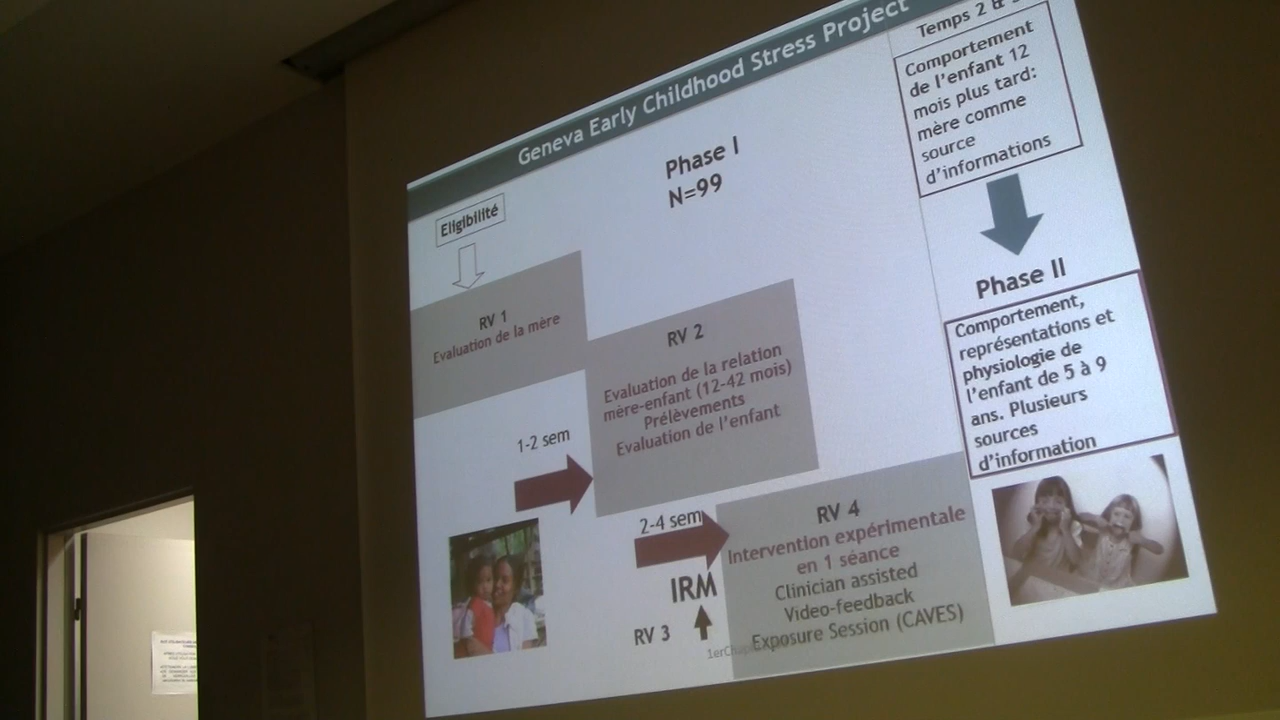 Geneva Early Childhood Stress Project
Phase I
N=99
Eligibilité
RV 1
Evaluation de la mère
1-2 sem
RV 2
Evaluation de la relation
mère-enfant (12-42 mois)
Prélèvements
Evaluation de l'enfant
2-4 sem
IRM
RV 3
RV 4
Intervention expérimentale
en 1 séance
Clinician assisted
Video-feedback
Exposure Session (CAVES)
Temps 2 &
Comportement
de l'enfant 12
mois plus tard:
mère comme
source
d'informations
Phase II
Comportement,
représentations et
physiologie de
l'enfant de 5 à 9
ans. Plusieurs
sources
d'information